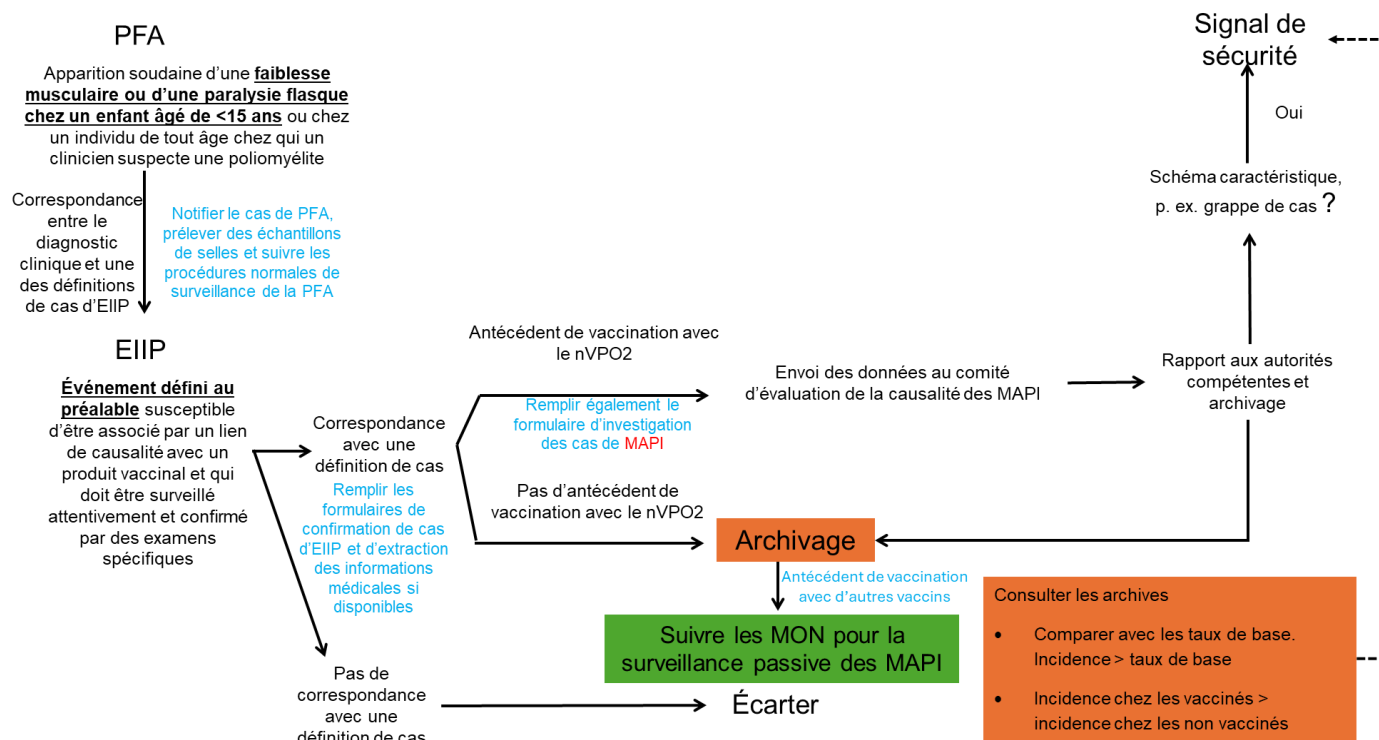 PFA
Apparition soudaine d'une faiblesse
musculaire ou d'une paralysie flasque
chez un enfant âgé de <15 ans ou chez
un individu de tout âge chez qui un
clinicien suspecte une poliomyélite
Correspondance
entre le
diagnostic
clinique et une
des définitions
de cas d'EIIP
Notifier le cas de PFA,
prélever des échantillons
de selles et suivre les
procédures normales de
surveillance de la PFA
EIIP
Événement défini au
préalable susceptible
d'être associé par un lien
de causalité avec un
produit vaccinal et qui
doit être surveillé
attentivement et confirmé
par des examens
spécifiques
Correspondance
avec une
définition de cas
Remplir les
formulaires de
confirmation de cas
d'EIIP et d'extraction
des informations
médicales si
disponibles
Pas de
correspondance
avec une
définition de cas
Antécédent de vaccination avec
le nVPO2
Remplir également le
formulaire d'investigation
des cas de MAPI
Pas d'antécédent de
vaccination avec le nVPO2
Envoi des données au comité
d'évaluation de la causalité des MAPI
Rapport aux autorités
compétentes et
archivage
Schéma caractéristique,
p. ex. grappe de cas ?
Oui
Signal de
sécurité
Archivage
Antécédent de vaccination
avec d'autres vaccins
Suivre les MON pour la
surveillance passive des MAPI
Écarter
Consulter les archives
• Comparer avec les taux de base.
Incidence > taux de base
• Incidence chez les vaccinés >
incidence chez les non vaccinés